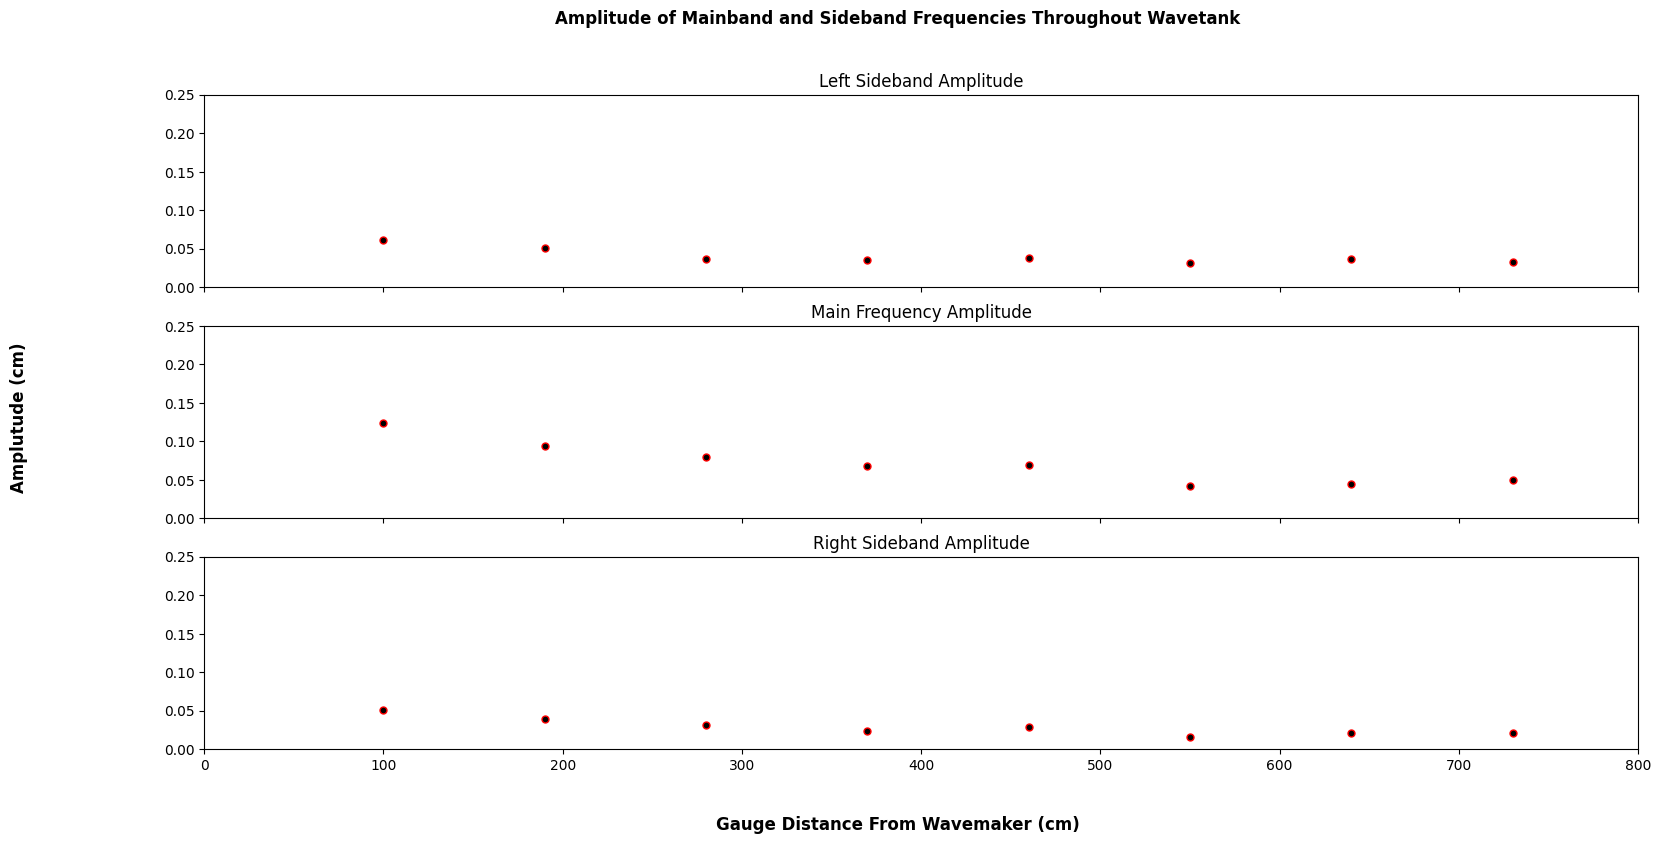 Amplitude of Mainband and Sideband Frequencies Throughout Wavetank
Left Sideband Amplitude
0.25
0.20
0.15
0.10
0.05
0.00
Main Frequency Amplitude
0.25
0.20
0.15
0.10
0.05
0.00
Amplutude (cm)
Right Sideband Amplitude
0.25
0.20
0.15
0.10
0.05
0.00
0 100 200 300 400 500 600 700 800
Gauge Distance From Wavemaker (cm)